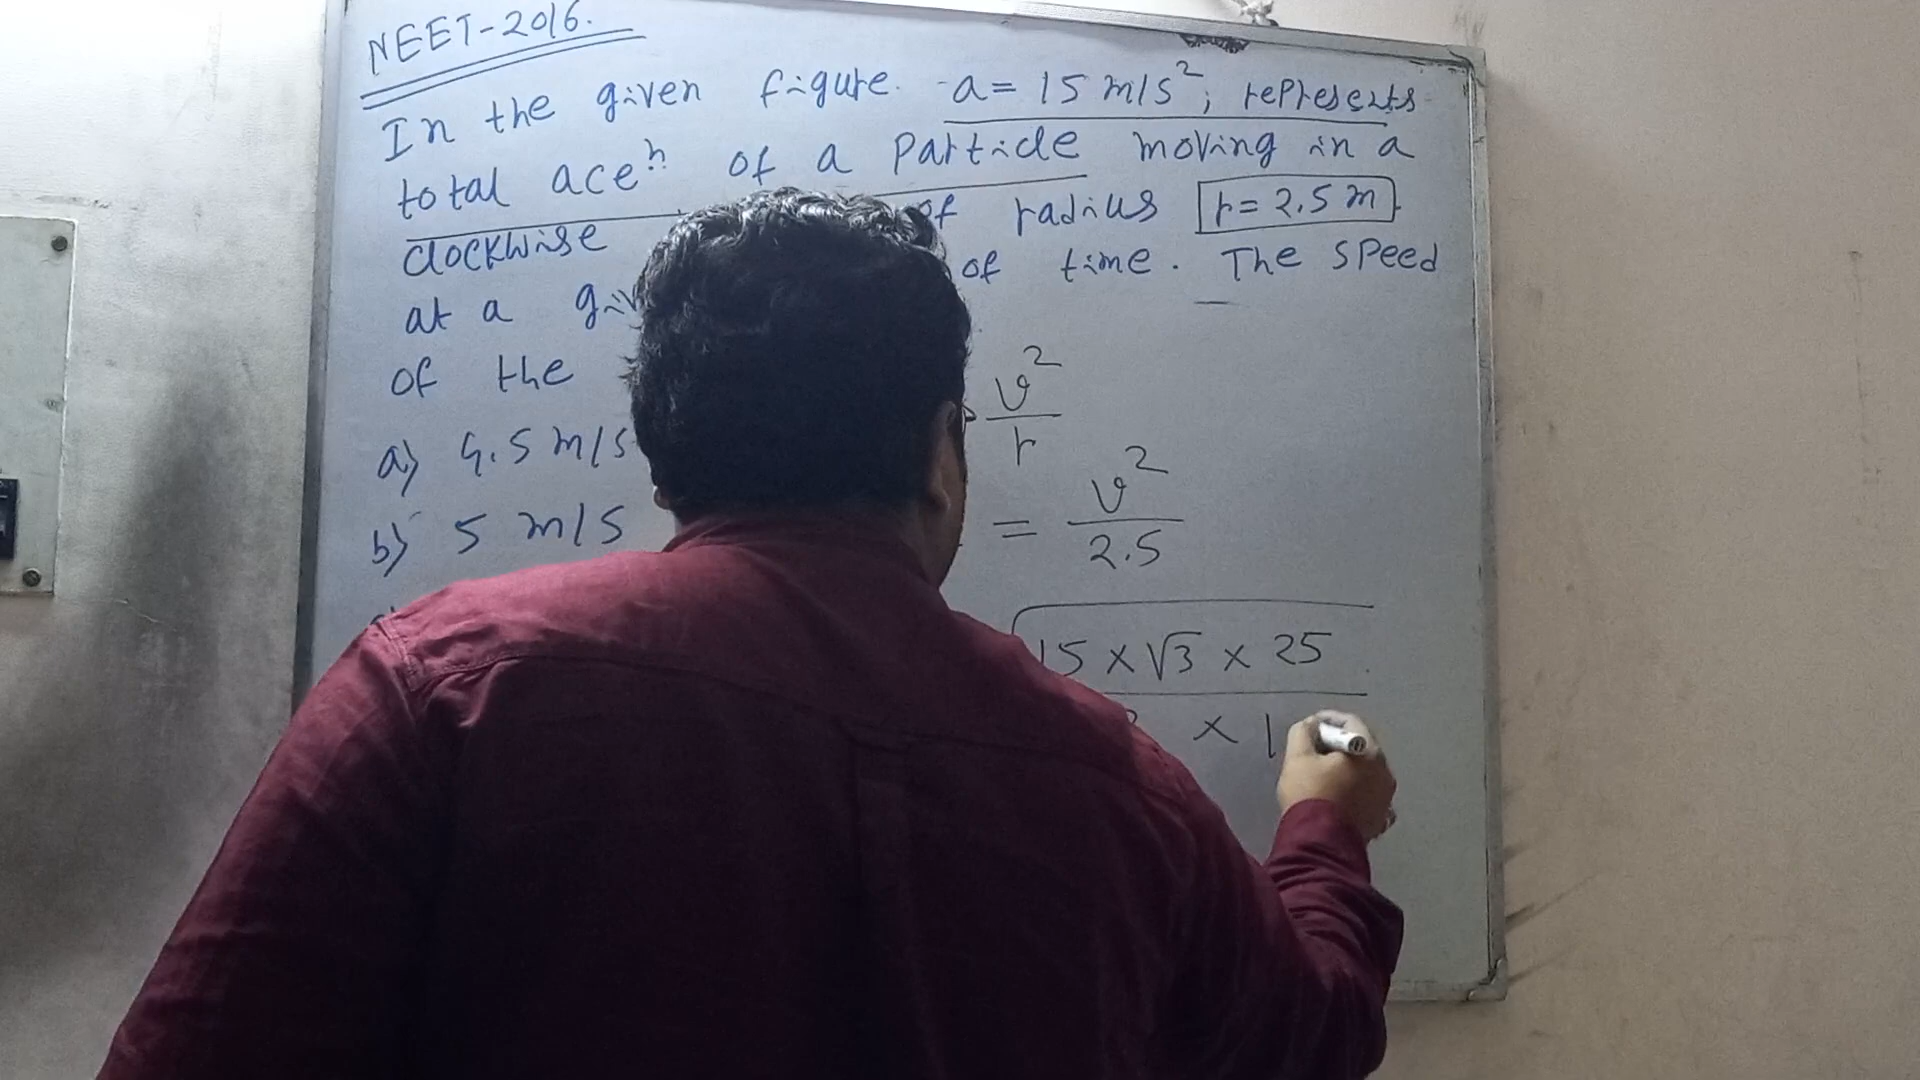 NEET-2016.
In the given figure. a = 15 m/s², represents
total accⁿ of a particle moving in a
clockwise of radius r = 2.5 m
at a of time. The speed
of the
a) 4.5 m/s
b) 5 m/s
v²
r
= v²
2.5
15 × √3 × 25
× 1